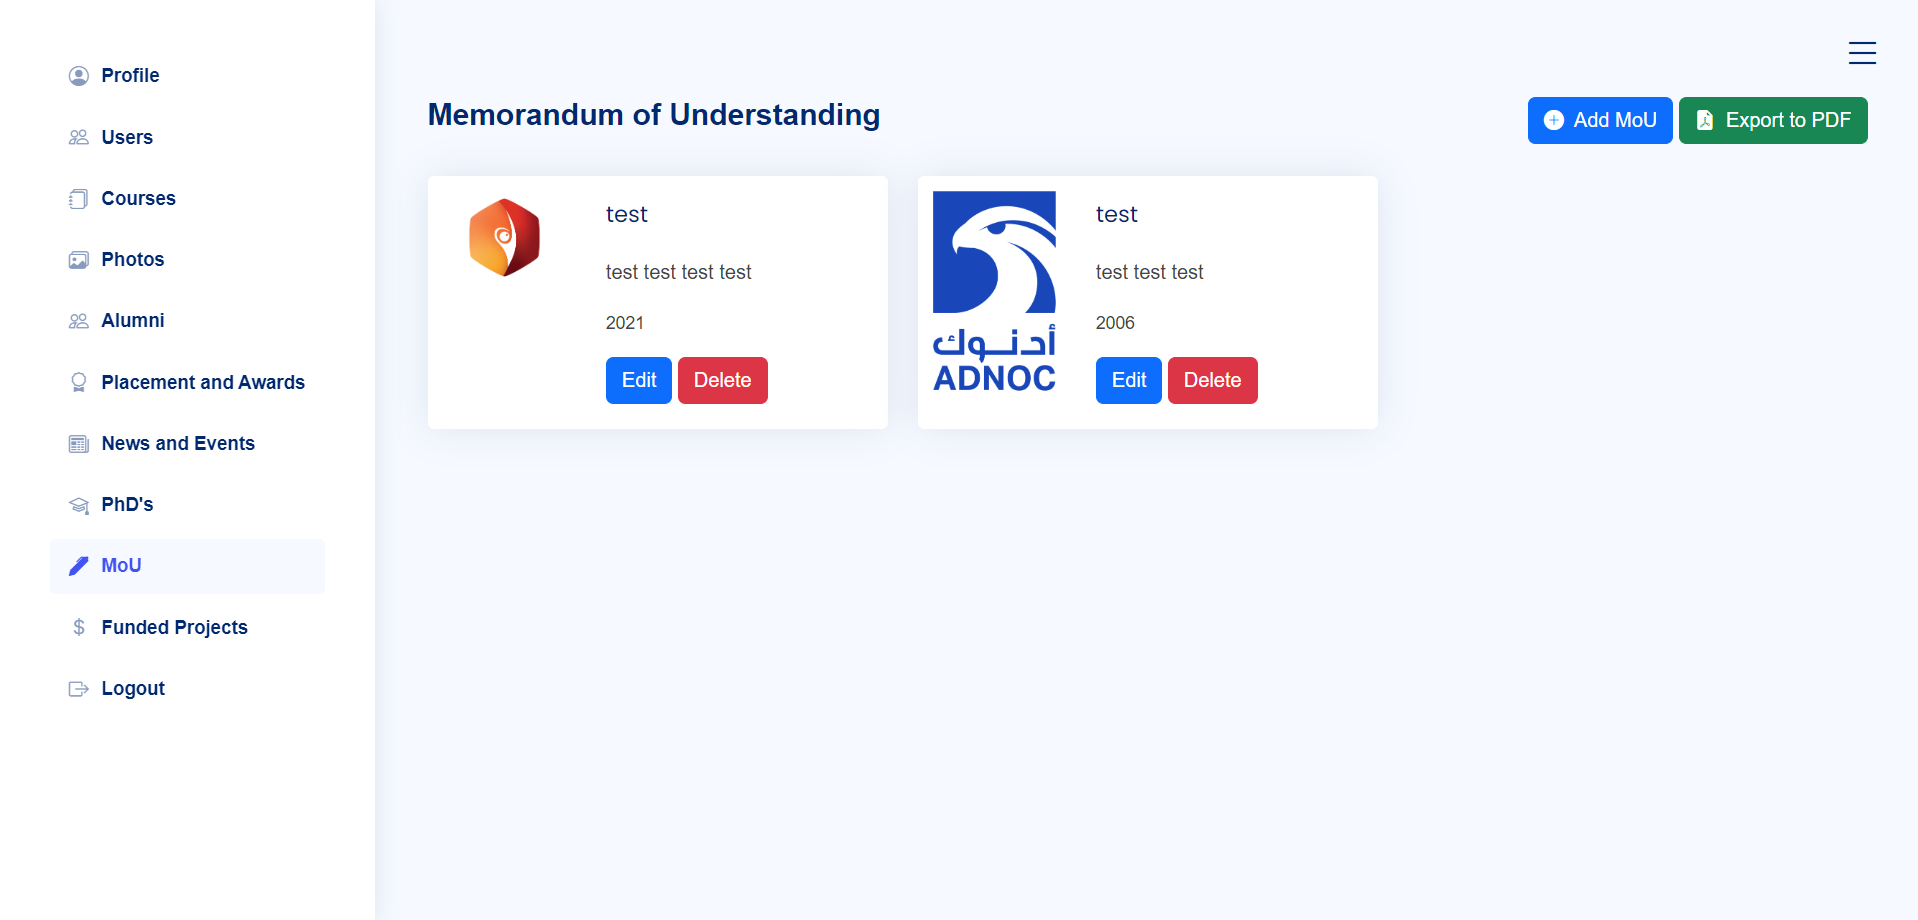 Profile
Users
Courses
Photos
Alumni
Placement and Awards
News and Events
PhD's
MoU
Funded Projects
Logout
Memorandum of Understanding
Add MoU
Export to PDF
test
test test test test
2021
Edit
Delete
أدنوك
ADNOC
test
test test test
2006
Edit
Delete